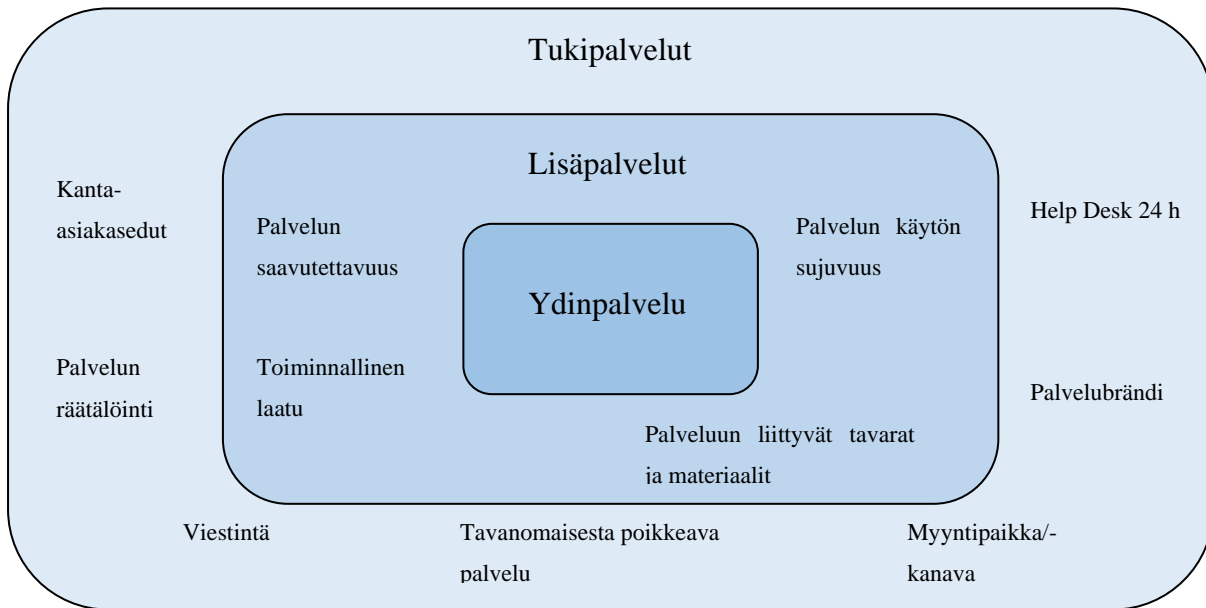 Tukipalvelut
Lisäpalvelut
Kanta-
asiakasedut
Palvelun
saavutettavuus
Palvelun käytön
sujuvuus
Help Desk 24 h
Ydinpalvelu
Palvelun
räätälöinti
Toiminnallinen
laatu
Palvelubrändi
Palveluun liittyvät tavarat
ja materiaalit
Viestintä
Tavanomaisesta poikkeava
palvelu
Myyntipaikka/-
kanava